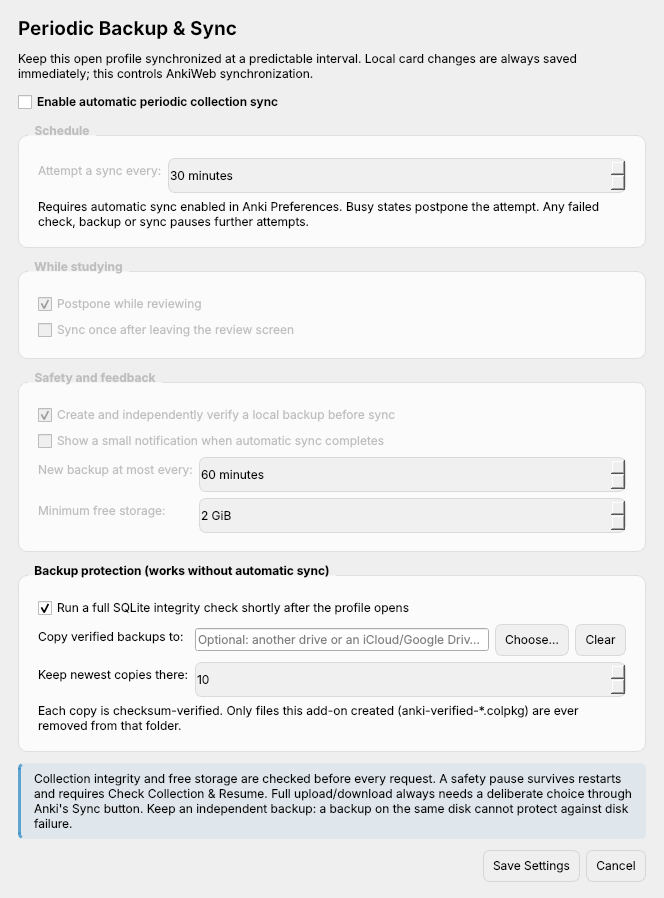 Periodic Backup & Sync
Keep this open profile synchronized at a predictable interval. Local card changes are always saved
immediately; this controls AnkiWeb synchronization.
Enable automatic periodic collection sync
Schedule
Attempt a sync every:
30 minutes
Requires automatic sync enabled in Anki Preferences. Busy states postpone the attempt. Any failed
check, backup or sync pauses further attempts.
While studying
Postpone while reviewing
Sync once after leaving the review screen
Safety and feedback
Create and independently verify a local backup before sync
Show a small notification when automatic sync completes
New backup at most every:
60 minutes
Minimum free storage:
2 GiB
Backup protection (works without automatic sync)
Run a full SQLite integrity check shortly after the profile opens
Copy verified backups to:
Optional: another drive or an iCloud/Google Driv...
Choose...
Clear
Keep newest copies there:
10
Each copy is checksum-verified. Only files this add-on created (anki-verified-*.colpkg) are ever
removed from that folder.
Collection integrity and free storage are checked before every request. A safety pause survives restarts
and requires Check Collection & Resume. Full upload/download always needs a deliberate choice through
Anki's Sync button. Keep an independent backup: a backup on the same disk cannot protect against disk
failure.
Save Settings
Cancel